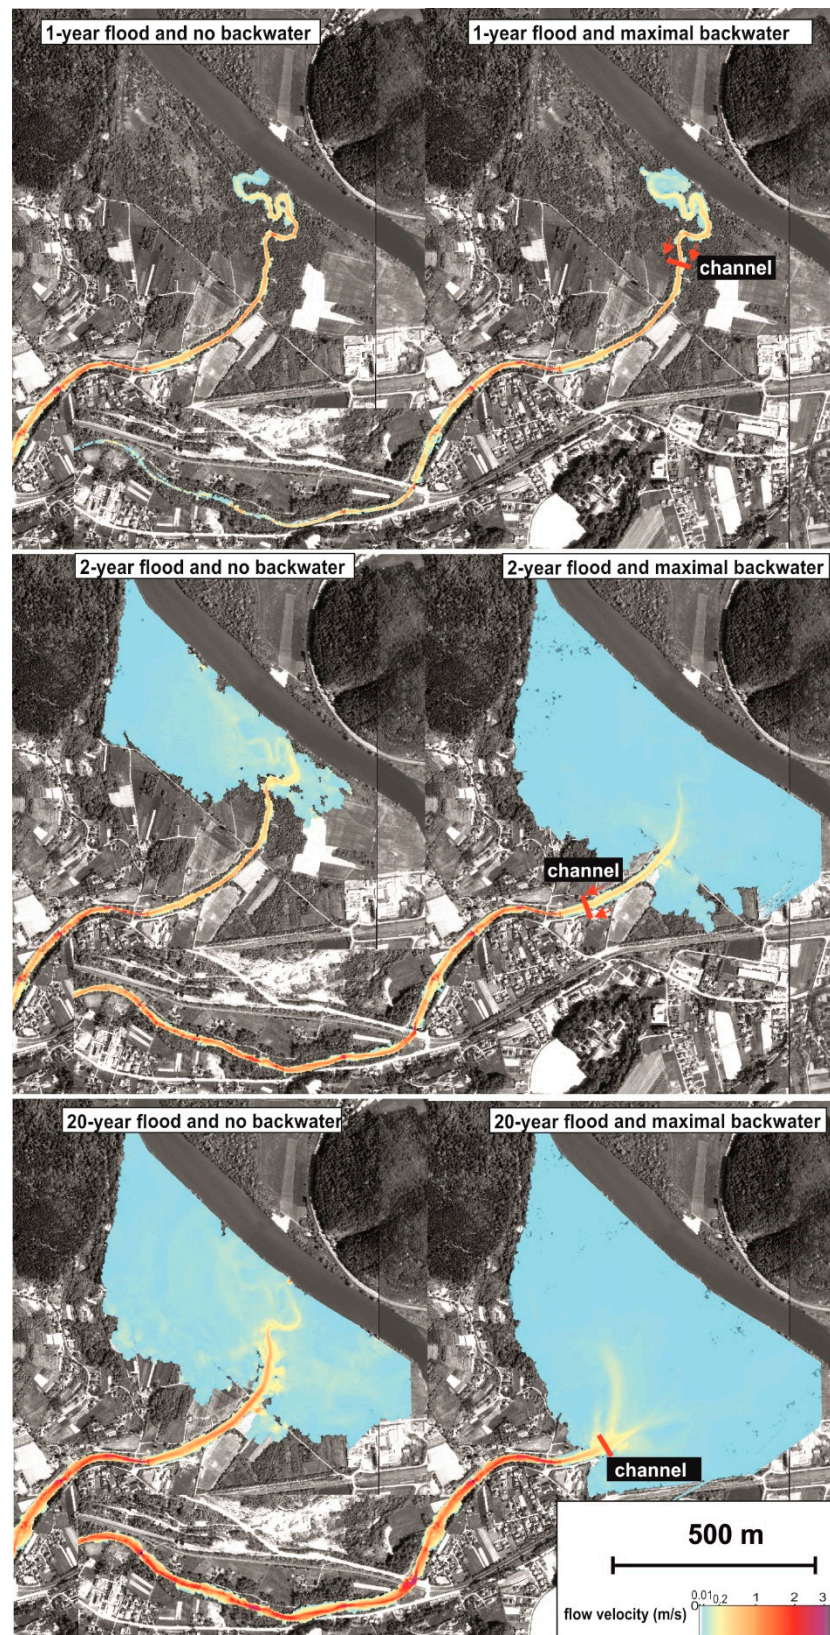 1-year flood and no backwater
1-year flood and maximal backwater
channel
2-year flood and no backwater
2-year flood and maximal backwater
channel
20-year flood and no backwater
20-year flood and maximal backwater
channel
500 m
flow velocity (m/s)
0.01 0,2 1 2 3
0